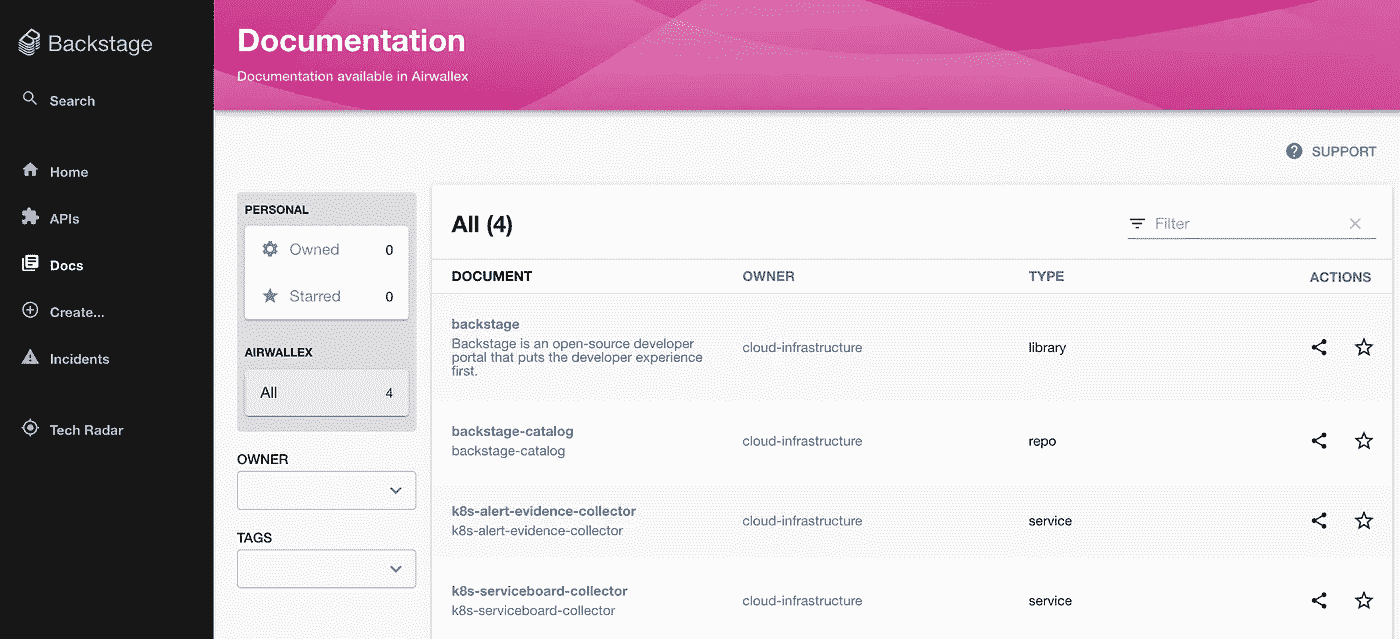 Backstage
Search
Home
APIs
Docs
Create...
Incidents
Tech Radar
Documentation
Documentation available in Airwallex
SUPPORT
PERSONAL
Owned 0
Starred 0
AIRWALLEX
All 4
OWNER
TAGS
All (4)
Filter
DOCUMENT OWNER TYPE ACTIONS
backstage
Backstage is an open-source developer
portal that puts the developer experience
first.
cloud-infrastructure library
backstage-catalog
backstage-catalog
cloud-infrastructure repo
k8s-alert-evidence-collector
k8s-alert-evidence-collector
cloud-infrastructure service
k8s-serviceboard-collector
k8s-serviceboard-collector
cloud-infrastructure service